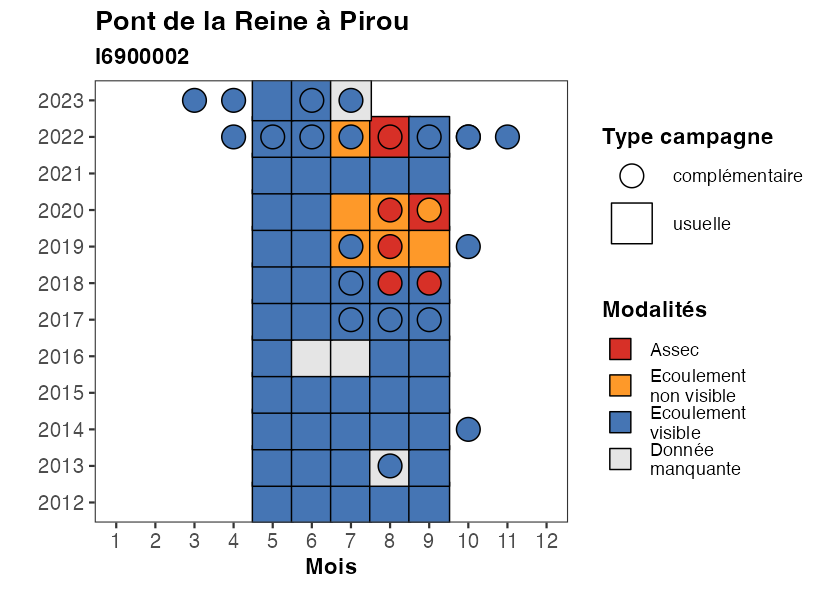 Pont de la Reine à Pirou
I6900002
2023
2022
2021
2020
2019
2018
2017
2016
2015
2014
2013
2012
1 2 3 4 5 6 7 8 9 10 11 12
Mois
Type campagne
complémentaire
usuelle
Modalités
Assec
Ecoulement
non visible
Ecoulement
visible
Donnée
manquante